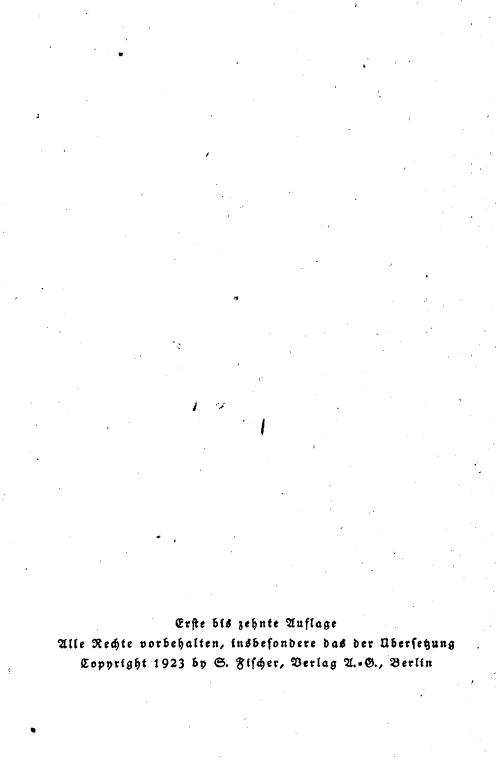 Erste bis zehnte Auflage
Alle Rechte vorbehalten, insbesondere das der Übersetzung
Copyright 1923 by S. Fischer, Verlag A.-G., Berlin